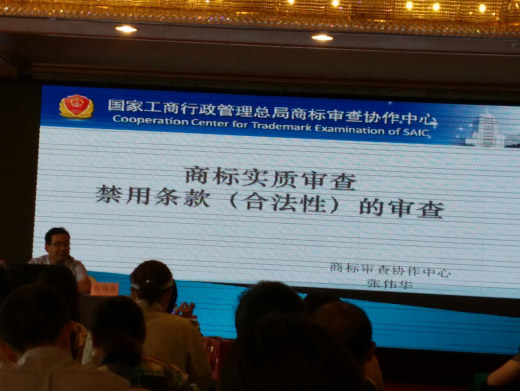 国家工商行政管理总局商标审查协作中心
Cooperation Center for Trademark Examination of SAIC
商标实质审查
禁用条款（合法性）的审查
商标审查协作中心
张伟华